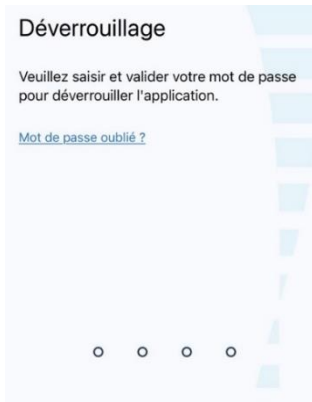 Déverrouillage
Veuillez saisir et valider votre mot de passe
pour déverrouiller l'application.
Mot de passe oublié ?